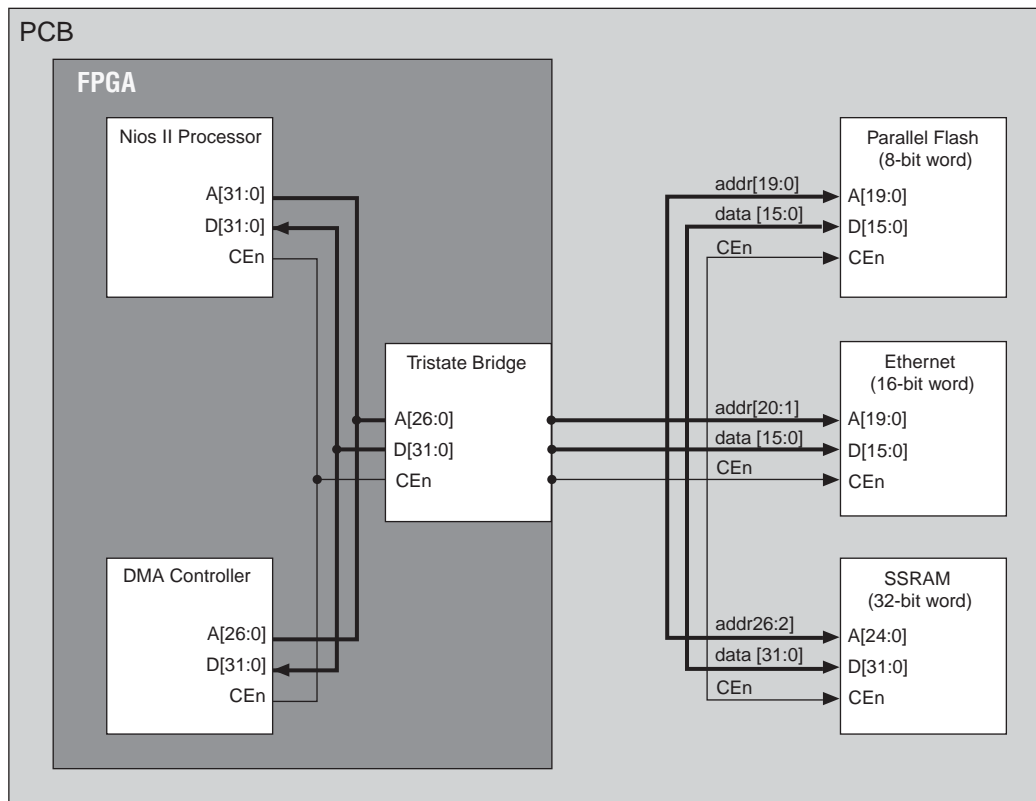 PCB
FPGA
Nios II Processor
A[31:0]
D[31:0]
CEn
Tristate Bridge
A[26:0]
D[31:0]
CEn
DMA Controller
A[26:0]
D[31:0]
CEn
addr[19:0]
data [15:0]
CEn
Parallel Flash
(8-bit word)
A[19:0]
D[15:0]
CEn
addr[20:1]
data [15:0]
CEn
Ethernet
(16-bit word)
A[19:0]
D[15:0]
CEn
addr26:2]
data [31:0]
CEn
SSRAM
(32-bit word)
A[24:0]
D[31:0]
CEn